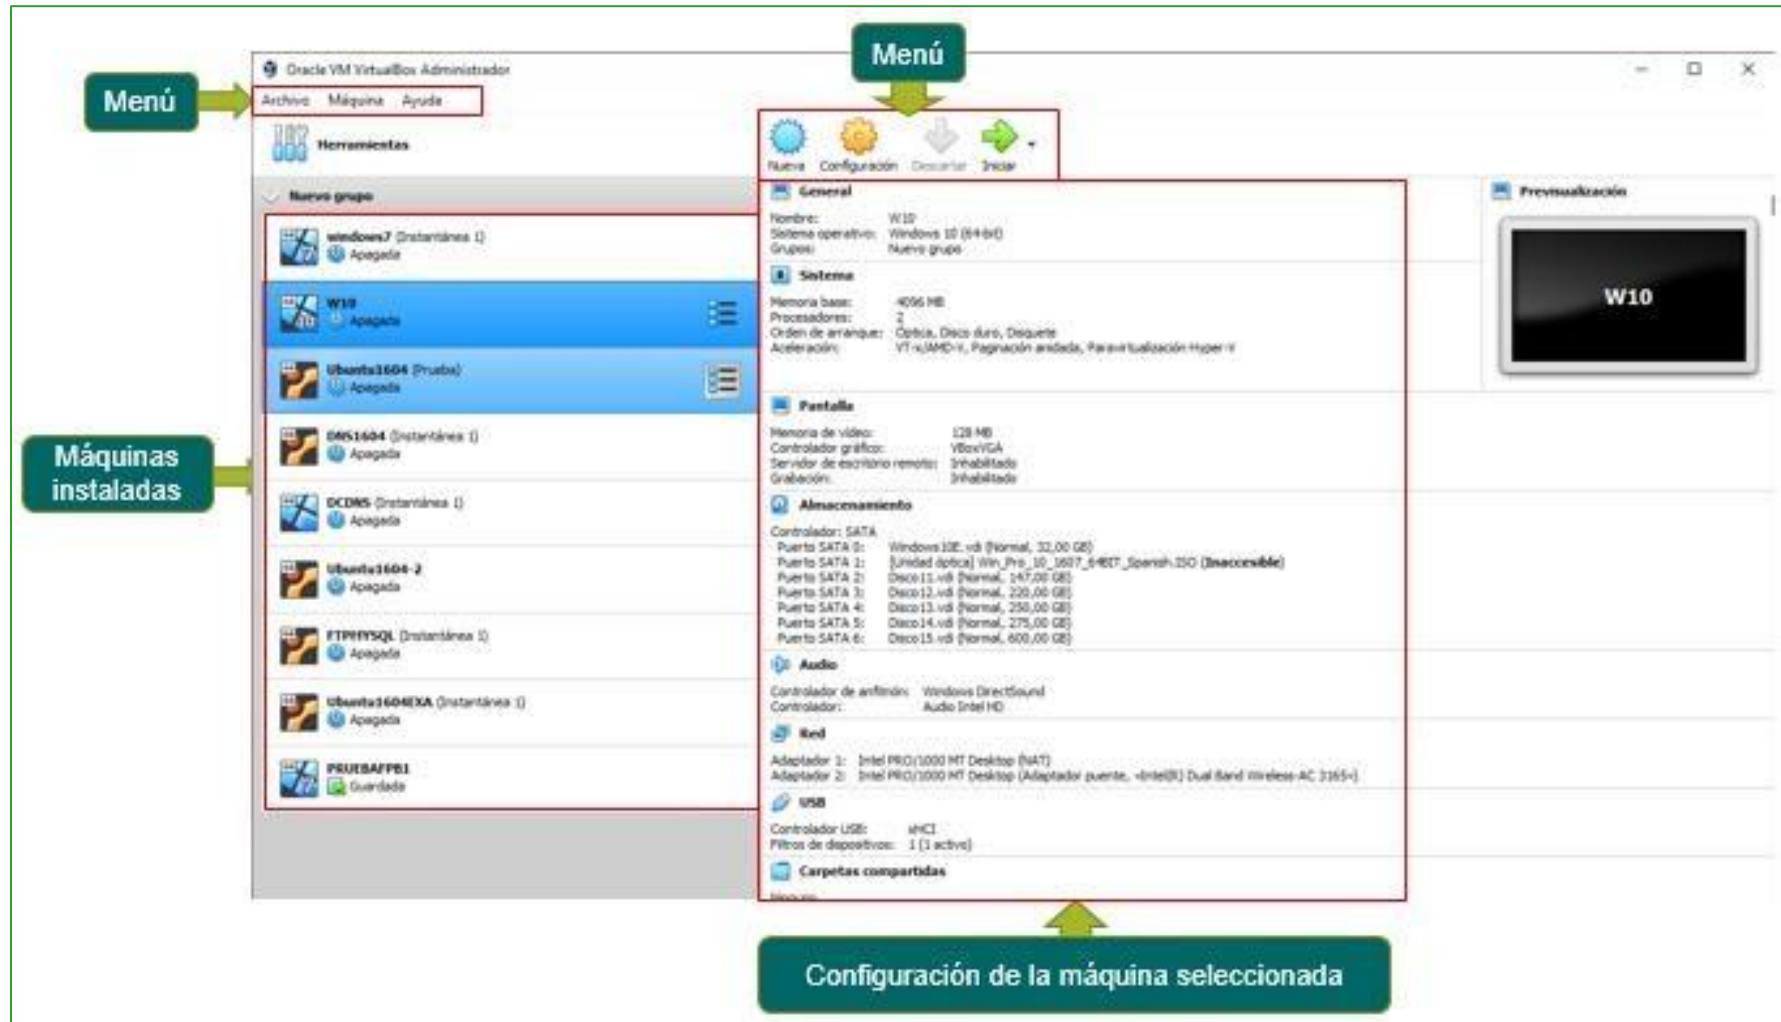 Menú
Oracle VM VirtualBox Administrador
Menú
Archivo Máquina Ayuda
Herramientas
Nueva Configuración Descartar Iniciar
Nuevo grupo
Máquinas
instaladas
windows7 (Instantánea 1)
Apagada
W10
Apagada
Ubuntu1604 (Prueba)
Apagada
DNS1604 (Instantánea 1)
Apagada
DCDNS (Instantánea 1)
Apagada
Ubuntu1604-2
Apagada
FTPHYSQL (Instantánea 1)
Apagada
Ubuntu1604EXA (Instantánea 1)
Apagada
PRUEBAFPB1
Guardada
General
Nombre: W10
Sistema operativo: Windows 10 (64-bit)
Grupos: Nuevo grupo
Sistema
Memoria base: 4096 MB
Procesadores: 2
Orden de arranque: Óptica, Disco duro, Disquete
Aceleración: VT-x/AMD-V, Paginación anidada, Paravirtualización Hyper-V
Pantalla
Memoria de vídeo: 128 MB
Controlador gráfico: VBoxVGA
Servidor de escritorio remoto: Inhabilitado
Grabación: Inhabilitado
Almacenamiento
Controlador: SATA
Puerto SATA 0: Windows10E.vdi (Normal, 32,00 GB)
Puerto SATA 1: [Unidad óptica] Win_Pro_10_1607_64BIT_Spanish.ISO (Inaccesible)
Puerto SATA 2: Disco11.vdi (Normal, 147,00 GB)
Puerto SATA 3: Disco12.vdi (Normal, 220,00 GB)
Puerto SATA 4: Disco13.vdi (Normal, 250,00 GB)
Puerto SATA 5: Disco14.vdi (Normal, 275,00 GB)
Puerto SATA 6: Disco15.vdi (Normal, 600,00 GB)
Audio
Controlador de anfitrión: Windows DirectSound
Controlador: Audio Intel HD
Red
Adaptador 1: Intel PRO/1000 MT Desktop (NAT)
Adaptador 2: Intel PRO/1000 MT Desktop (Adaptador puente, «Intel(R) Dual Band Wireless-AC 3165»)
USB
Controlador USB: xHCI
Filtros de dispositivos: 1 (1 activo)
Carpetas compartidas
Previsualización
W10
Configuración de la máquina seleccionada